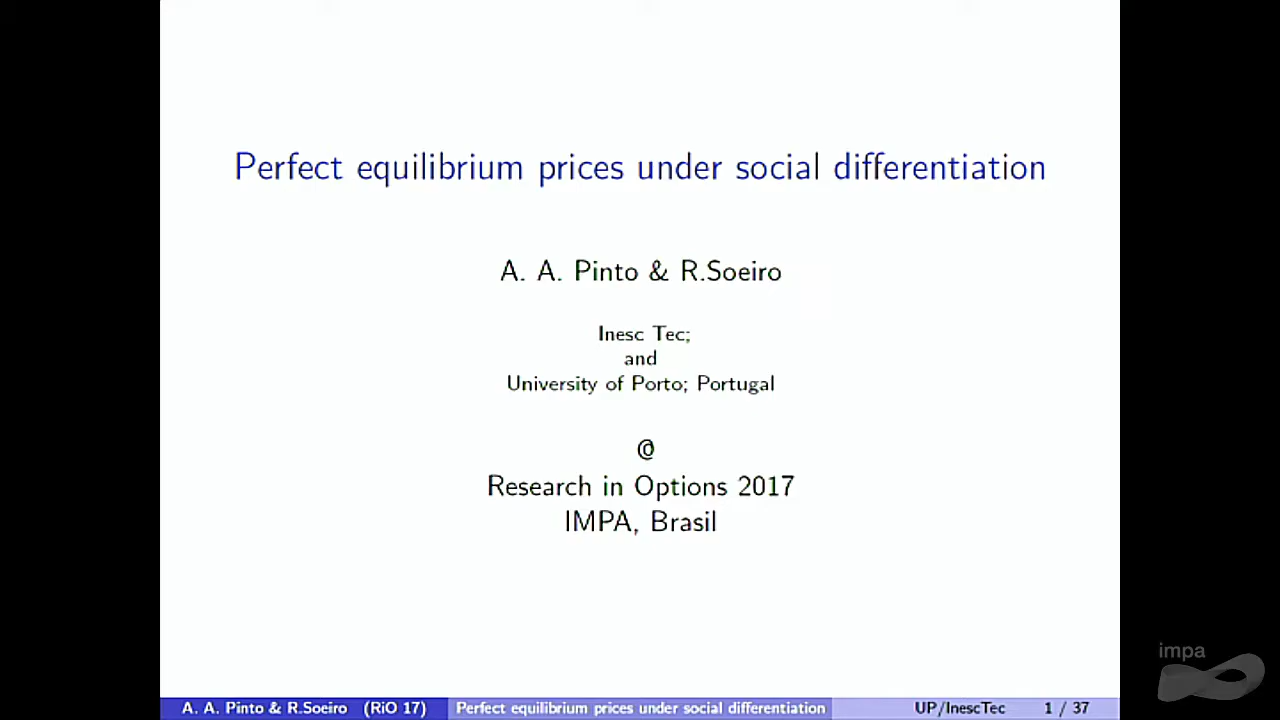 Perfect equilibrium prices under social differentiation
A. A. Pinto & R.Soeiro
Inesc Tec;
and
University of Porto; Portugal
@
Research in Options 2017
IMPA, Brasil
impa
A. A. Pinto & R.Soeiro (RiO 17) Perfect equilibrium prices under social differentiation UP/InescTec 1 / 37